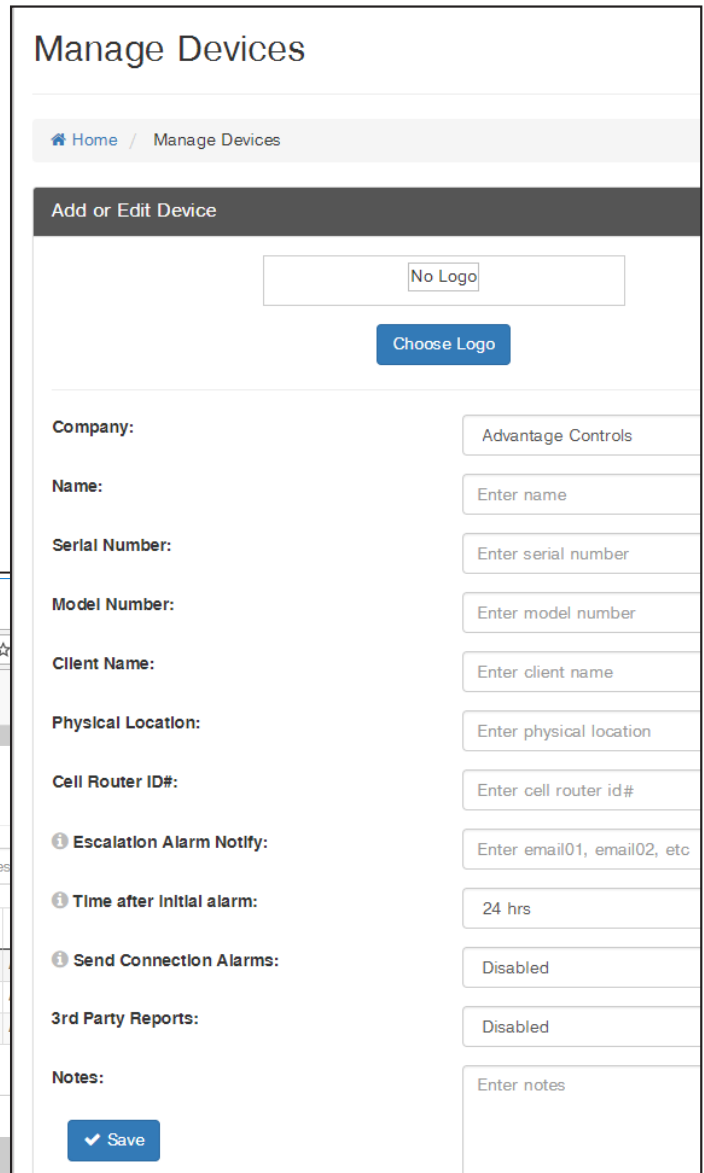 Manage Devices
Home / Manage Devices
Add or Edit Device
No Logo
Choose Logo
Company: Advantage Controls
Name: Enter name
Serial Number: Enter serial number
Model Number: Enter model number
Client Name: Enter client name
Physical Location: Enter physical location
Cell Router ID#: Enter cell router id#
Escalation Alarm Notify: Enter email01, email02, etc
Time after initial alarm: 24 hrs
Send Connection Alarms: Disabled
3rd Party Reports: Disabled
Notes: Enter notes
Save